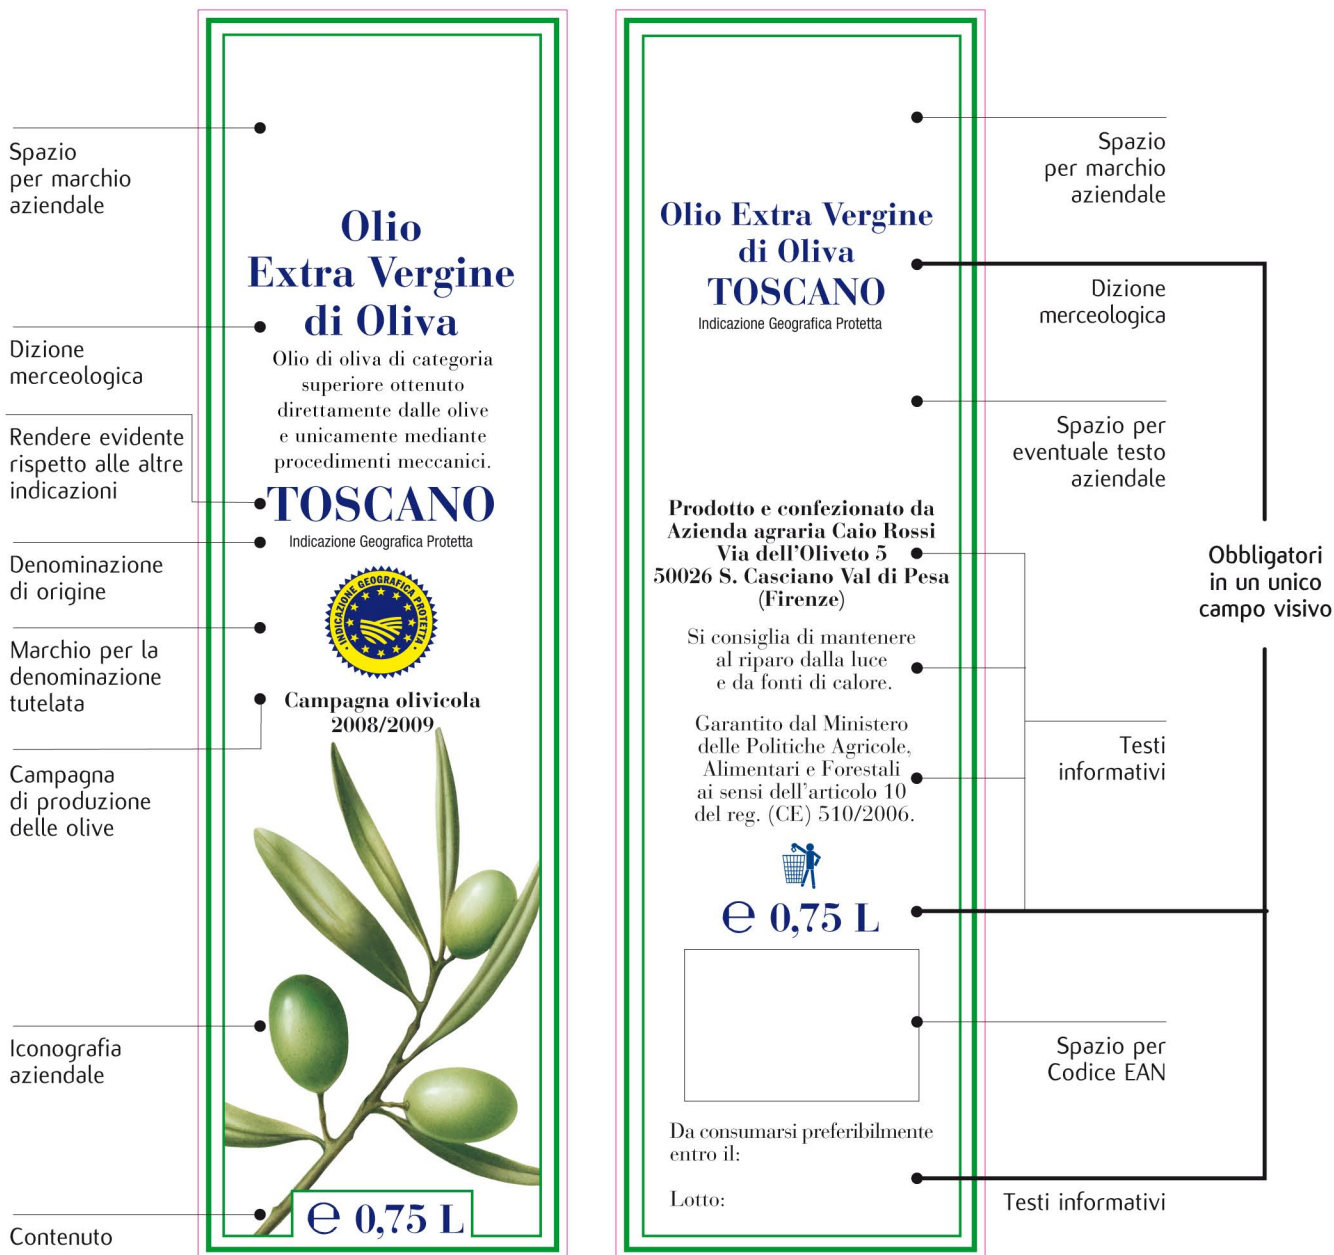 Spazio
per marchio
aziendale
Dizione
merceologica
Rendere evidente
rispetto alle altre
indicazioni
Denominazione
di origine
Marchio per la
denominazione
tutelata
Campagna
di produzione
delle olive
Iconografia
aziendale
Contenuto
Olio
Extra Vergine
di Oliva
Olio di oliva di categoria
superiore ottenuto
direttamente dalle olive
e unicamente mediante
procedimenti meccanici.
TOSCANO
Indicazione Geografica Protetta
INDICAZIONE GEOGRAFICA PROTETTA
Campagna olivicola
2008/2009
℮ 0,75 L
Olio Extra Vergine
di Oliva
TOSCANO
Indicazione Geografica Protetta
Prodotto e confezionato da
Azienda agraria Caio Rossi
Via dell'Oliveto 5
50026 S. Casciano Val di Pesa
(Firenze)
Si consiglia di mantenere
al riparo dalla luce
e da fonti di calore.
Garantito dal Ministero
delle Politiche Agricole,
Alimentari e Forestali
ai sensi dell'articolo 10
del reg. (CE) 510/2006.
℮ 0,75 L
Da consumarsi preferibilmente
entro il:
Lotto:
Spazio
per marchio
aziendale
Dizione
merceologica
Spazio per
eventuale testo
aziendale
Obbligatori
in un unico
campo visivo
Testi
informativi
Spazio per
Codice EAN
Testi informativi